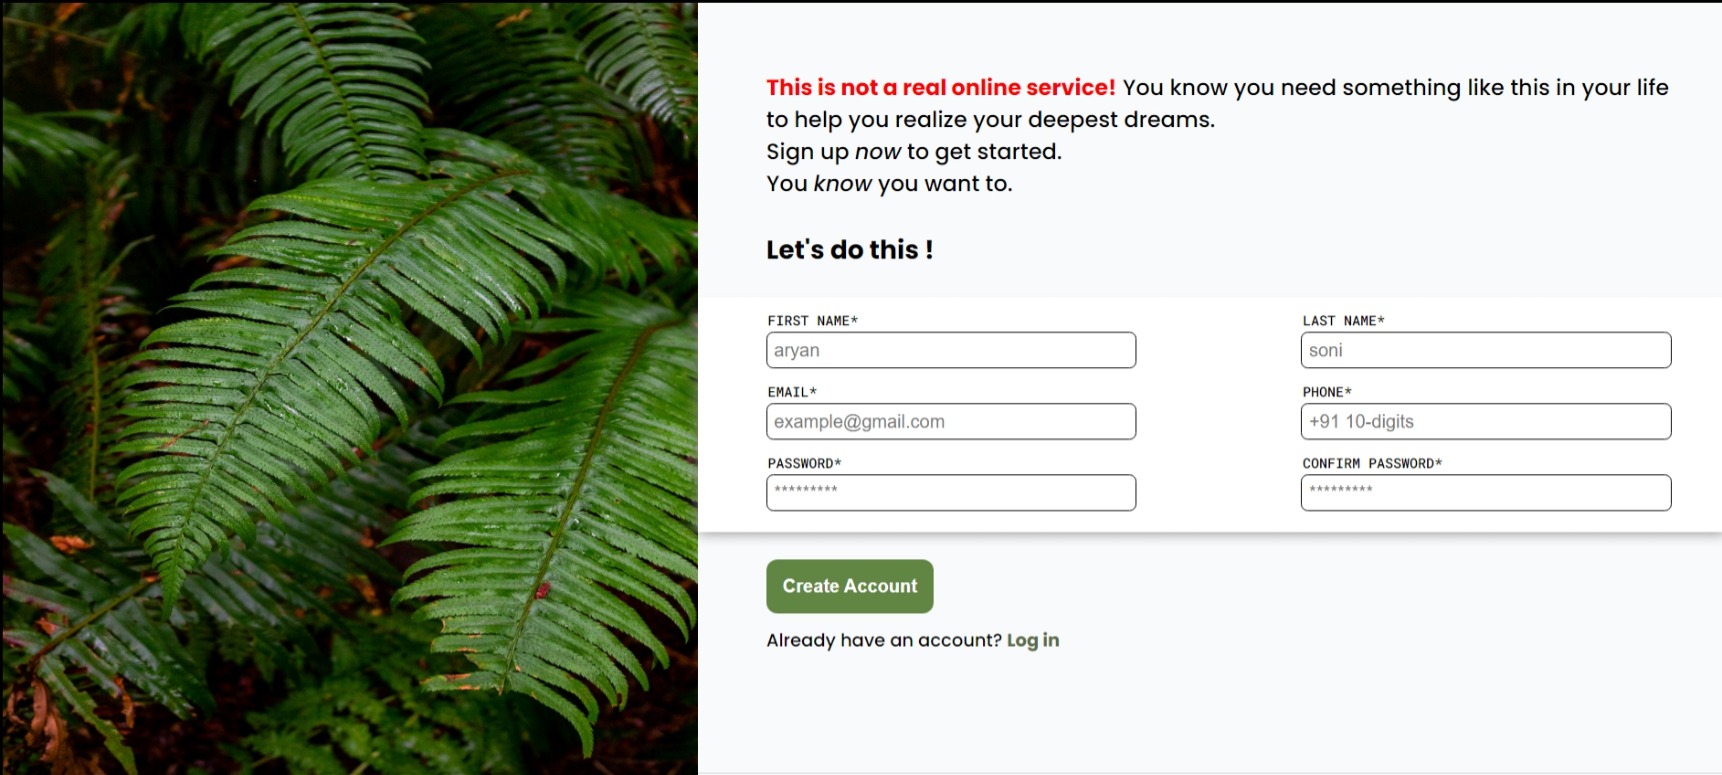 This is not a real online service! You know you need something like this in your life
to help you realize your deepest dreams.
Sign up now to get started.
You know you want to.
Let's do this !
FIRST NAME*
LAST NAME*
aryan
soni
EMAIL*
PHONE*
example@gmail.com
+91 10-digits
PASSWORD*
CONFIRM PASSWORD*
*********
*********
Create Account
Already have an account? Log in